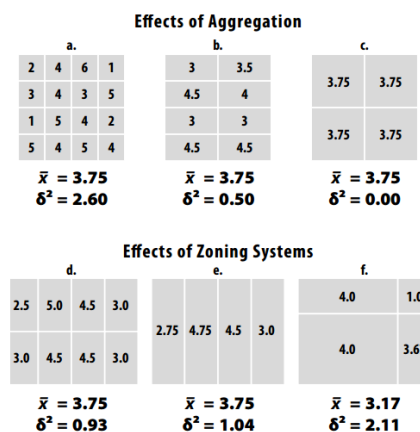 Effects of Aggregation
a. b. c.
2 4 6 1
3 4 3 5
1 5 4 2
5 4 5 4
x̄ = 3.75
δ² = 2.60
3 3.5
4.5 4
3 3
4.5 4.5
x̄ = 3.75
δ² = 0.50
3.75 3.75
3.75 3.75
x̄ = 3.75
δ² = 0.00
Effects of Zoning Systems
d. e. f.
2.5 5.0 4.5 3.0
3.0 4.5 4.5 3.0
x̄ = 3.75
δ² = 0.93
2.75 4.75 4.5 3.0
x̄ = 3.75
δ² = 1.04
4.0 1.0
4.0 3.6
x̄ = 3.17
δ² = 2.11